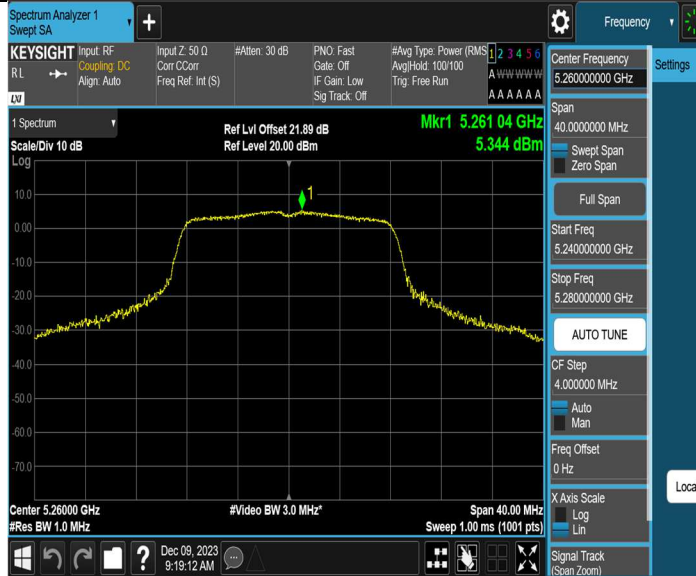 Spectrum Analyzer 1
Swept SA
Frequency
KEYSIGHT
RL
LXI
Input: RF
Coupling: DC
Align: Auto
Input Z: 50 Ω
Corr CCorr
Freq Ref: Int (S)
#Atten: 30 dB
PNO: Fast
Gate: Off
IF Gain: Low
Sig Track: Off
#Avg Type: Power (RMS
Avg|Hold: 100/100
Trig: Free Run
1 2 3 4 5 6
A W W W W W
A A A A A A
1 Spectrum
Scale/Div 10 dB
Log
Ref Lvl Offset 21.89 dB
Ref Level 20.00 dBm
Mkr1 5.261 04 GHz
5.344 dBm
1
10.0
0.00
-10.0
-20.0
-30.0
-40.0
-50.0
-60.0
-70.0
Center 5.26000 GHz
#Res BW 1.0 MHz
#Video BW 3.0 MHz*
Span 40.00 MHz
Sweep 1.00 ms (1001 pts)
Dec 09, 2023
9:19:12 AM
?
Center Frequency
5.260000000 GHz
Span
40.0000000 MHz
Swept Span
Zero Span
Full Span
Start Freq
5.240000000 GHz
Stop Freq
5.280000000 GHz
AUTO TUNE
CF Step
4.000000 MHz
Auto
Man
Freq Offset
0 Hz
X Axis Scale
Log
Lin
Signal Track
(Span Zoom)
Settings
Loca